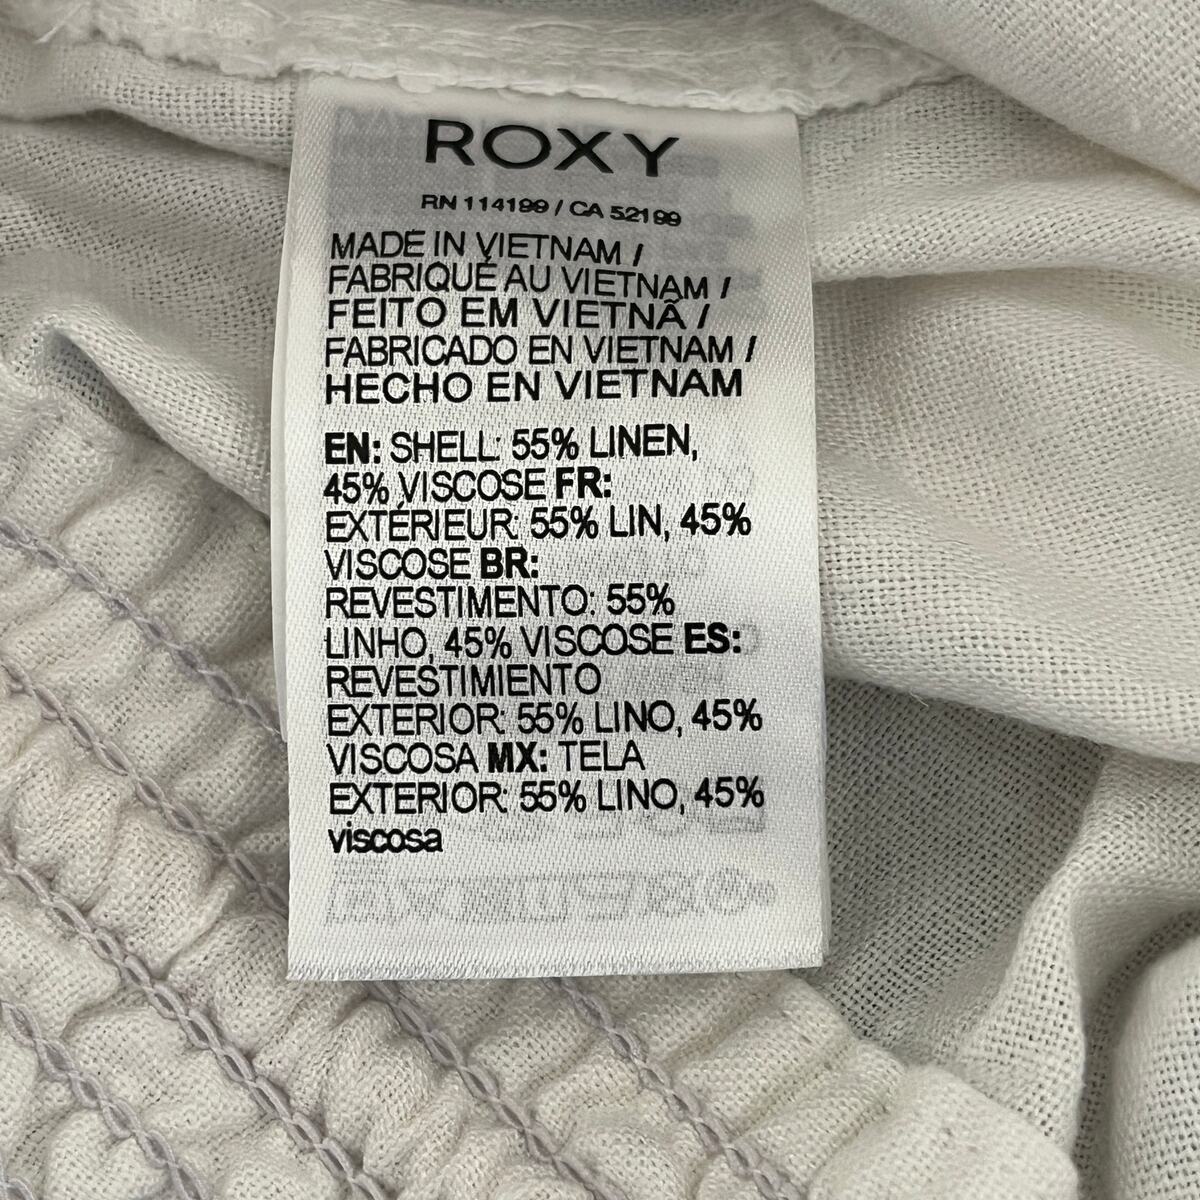 ROXY
RN 114199 / CA 52199
MADE IN VIETNAM /
FABRIQUÉ AU VIETNAM /
FEITO EM VIETNÃ /
FABRICADO EN VIETNAM /
HECHO EN VIETNAM
EN: SHELL: 55% LINEN,
45% VISCOSE FR:
EXTÉRIEUR: 55% LIN, 45%
VISCOSE BR:
REVESTIMENTO: 55%
LINHO, 45% VISCOSE ES:
REVESTIMIENTO
EXTERIOR: 55% LINO, 45%
VISCOSA MX: TELA
EXTERIOR: 55% LINO, 45%
viscosa